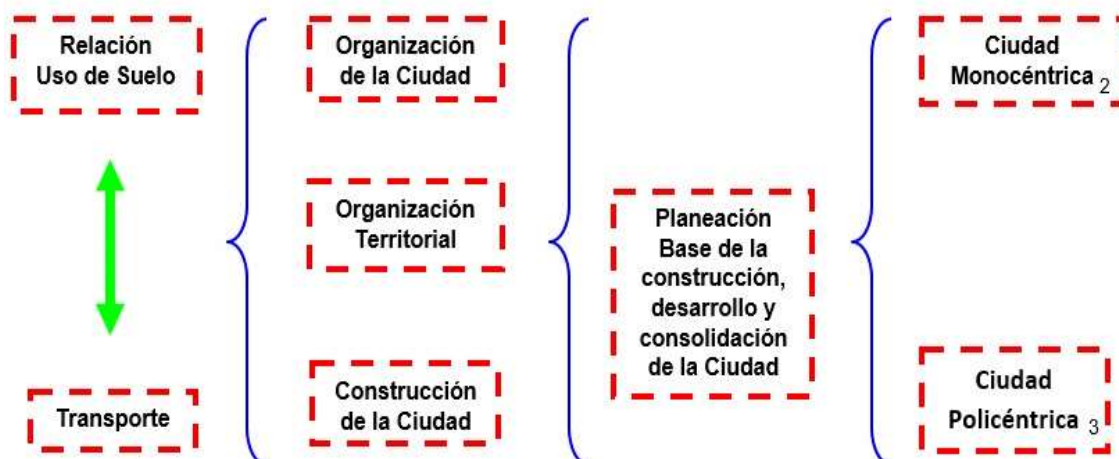 Relación
Uso de Suelo
Transporte
Organización
de la Ciudad
Organización
Territorial
Construcción
de la Ciudad
Planeación
Base de la
construcción,
desarrollo y
consolidación
de la Ciudad
Ciudad
Monocéntrica 2
Ciudad
Policéntrica 3